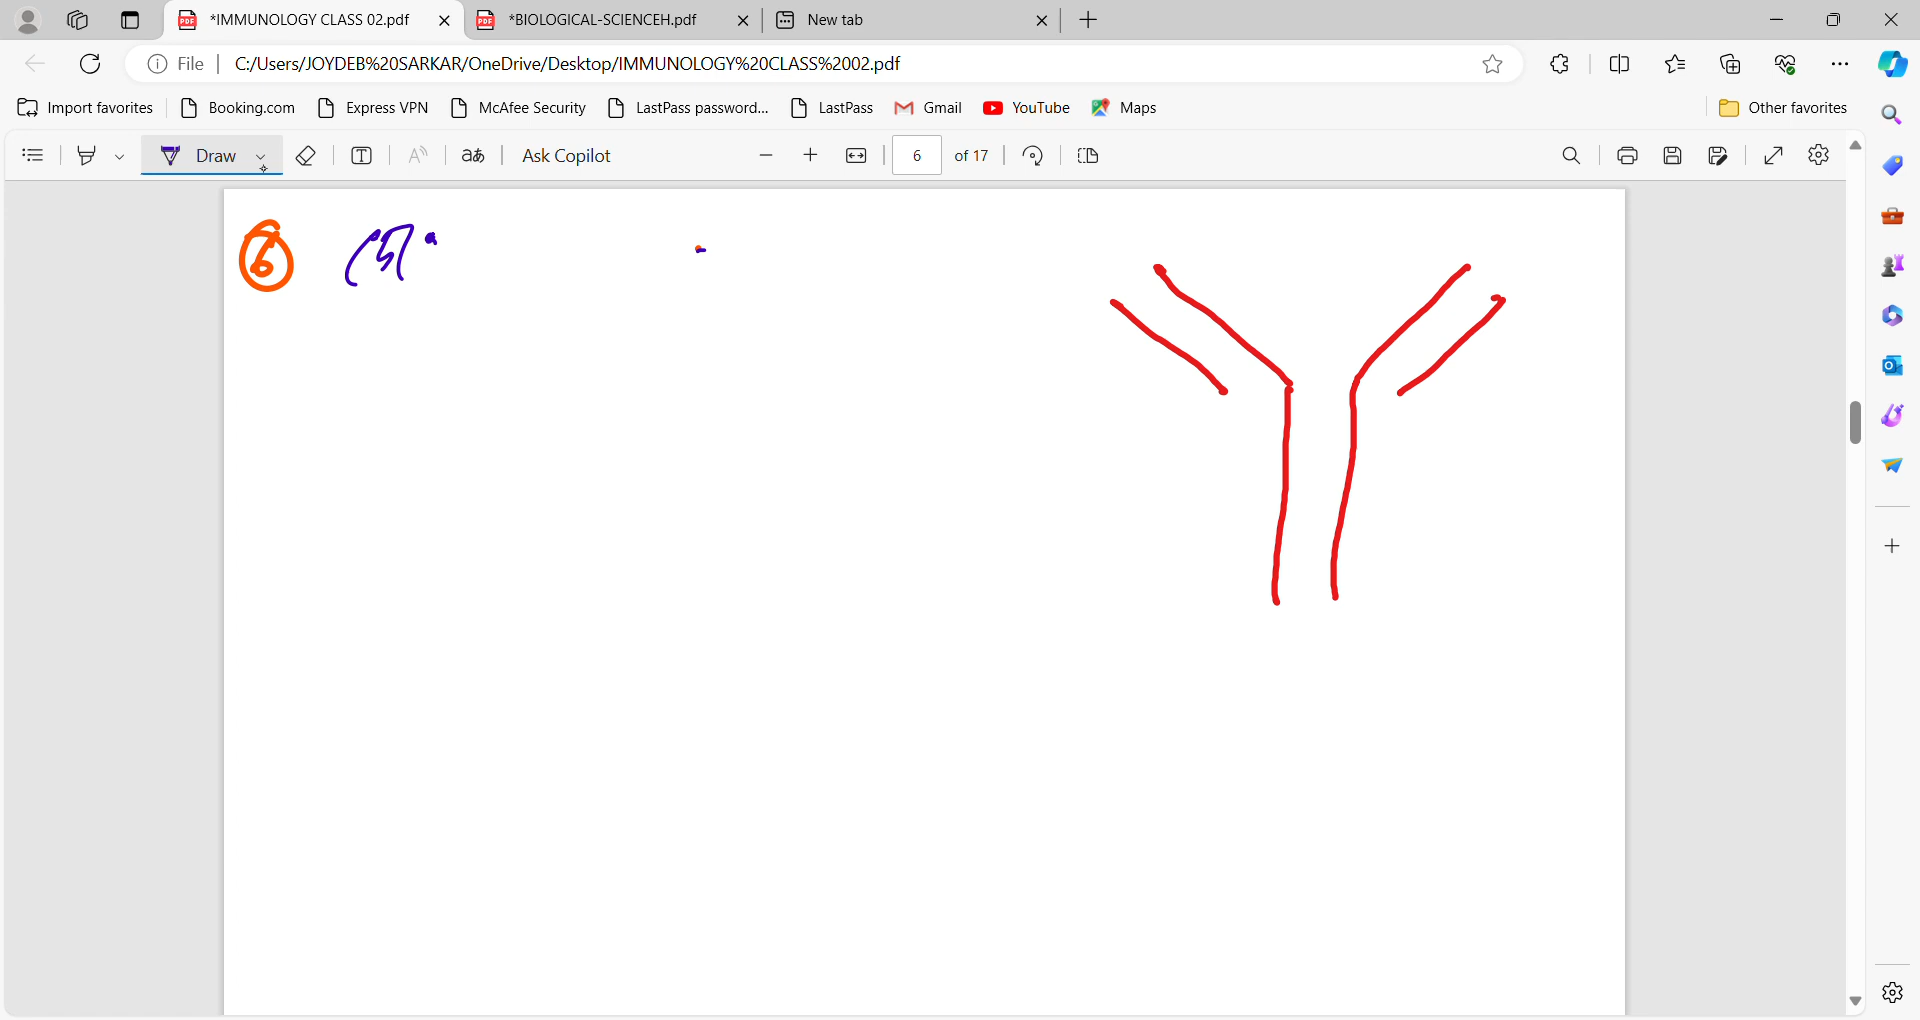 *IMMUNOLOGY CLASS 02.pdf *BIOLOGICAL-SCIENCEH.pdf New tab
File C:/Users/JOYDEB%20SARKAR/OneDrive/Desktop/IMMUNOLOGY%20CLASS%2002.pdf
Import favorites Booking.com Express VPN McAfee Security LastPass password... LastPass Gmail YouTube Maps Other favorites
Draw Ask Copilot 6 of 17
6